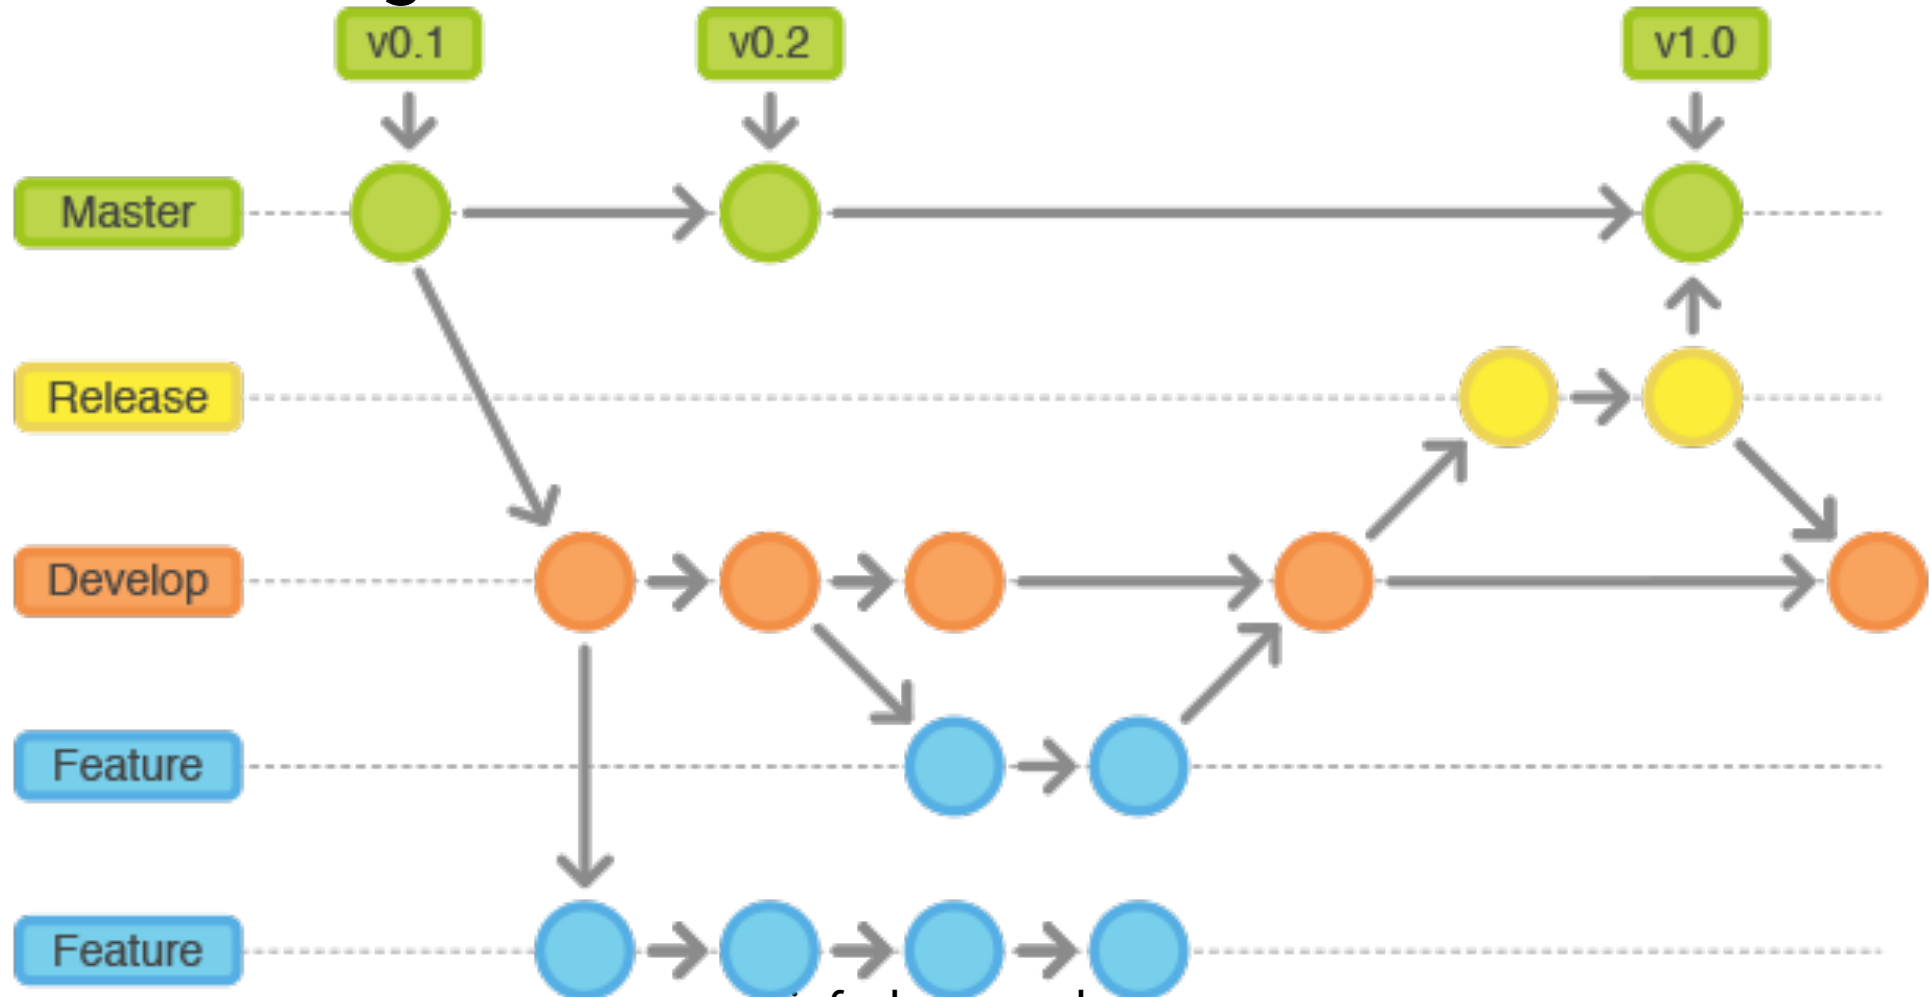 v0.1
v0.2
v1.0
Master
Release
Develop
Feature
Feature